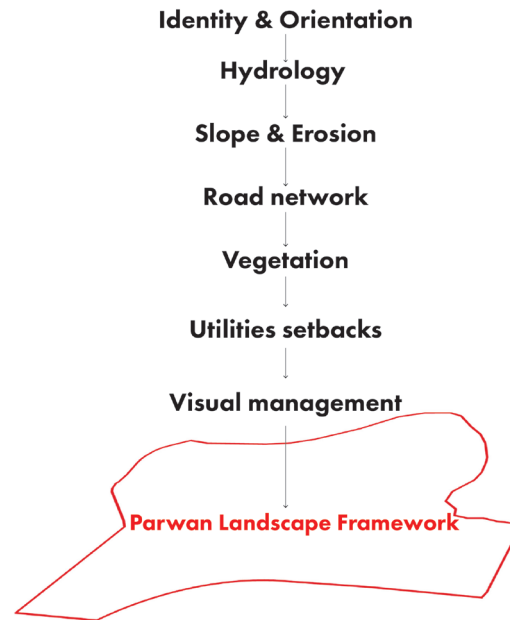 Identity & Orientation
Hydrology
Slope & Erosion
Road network
Vegetation
Utilities setbacks
Visual management
Parwan Landscape Framework